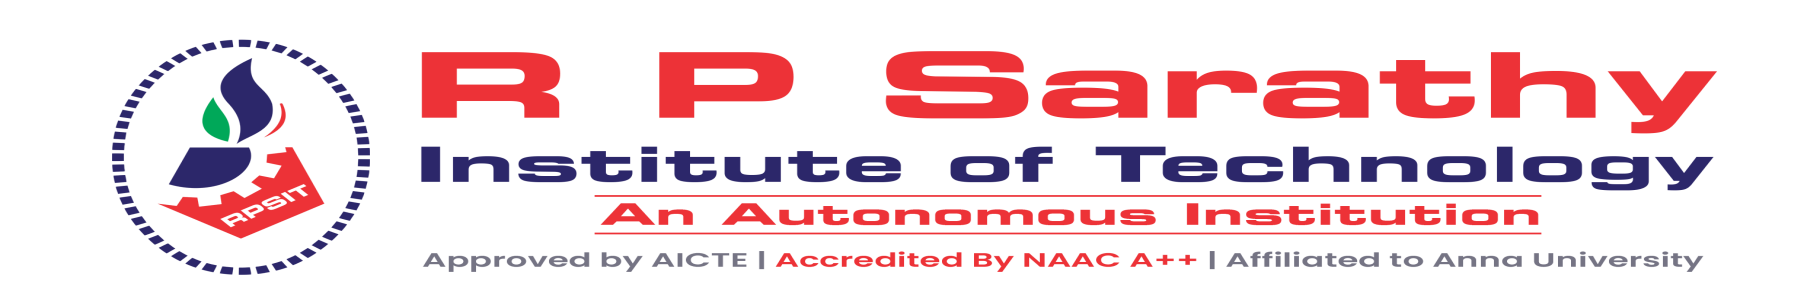 RPSIT
R P Sarathy
Institute of Technology
An Autonomous Institution
Approved by AICTE | Accredited By NAAC A++ | Affiliated to Anna University